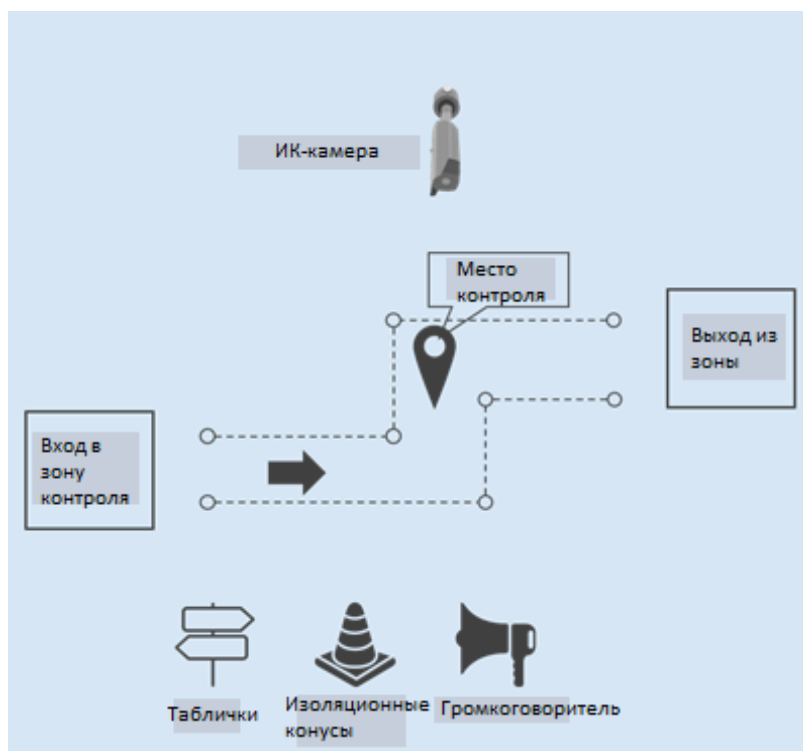 ИК-камера
Место
контроля
Выход из
зоны
Вход в
зону
контроля
Таблички
Изоляционные
конусы
Громкоговоритель